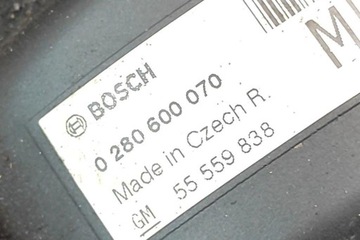 BOSCH
0 280 600 070
Made in Czech R.
GM 55 559 838
M